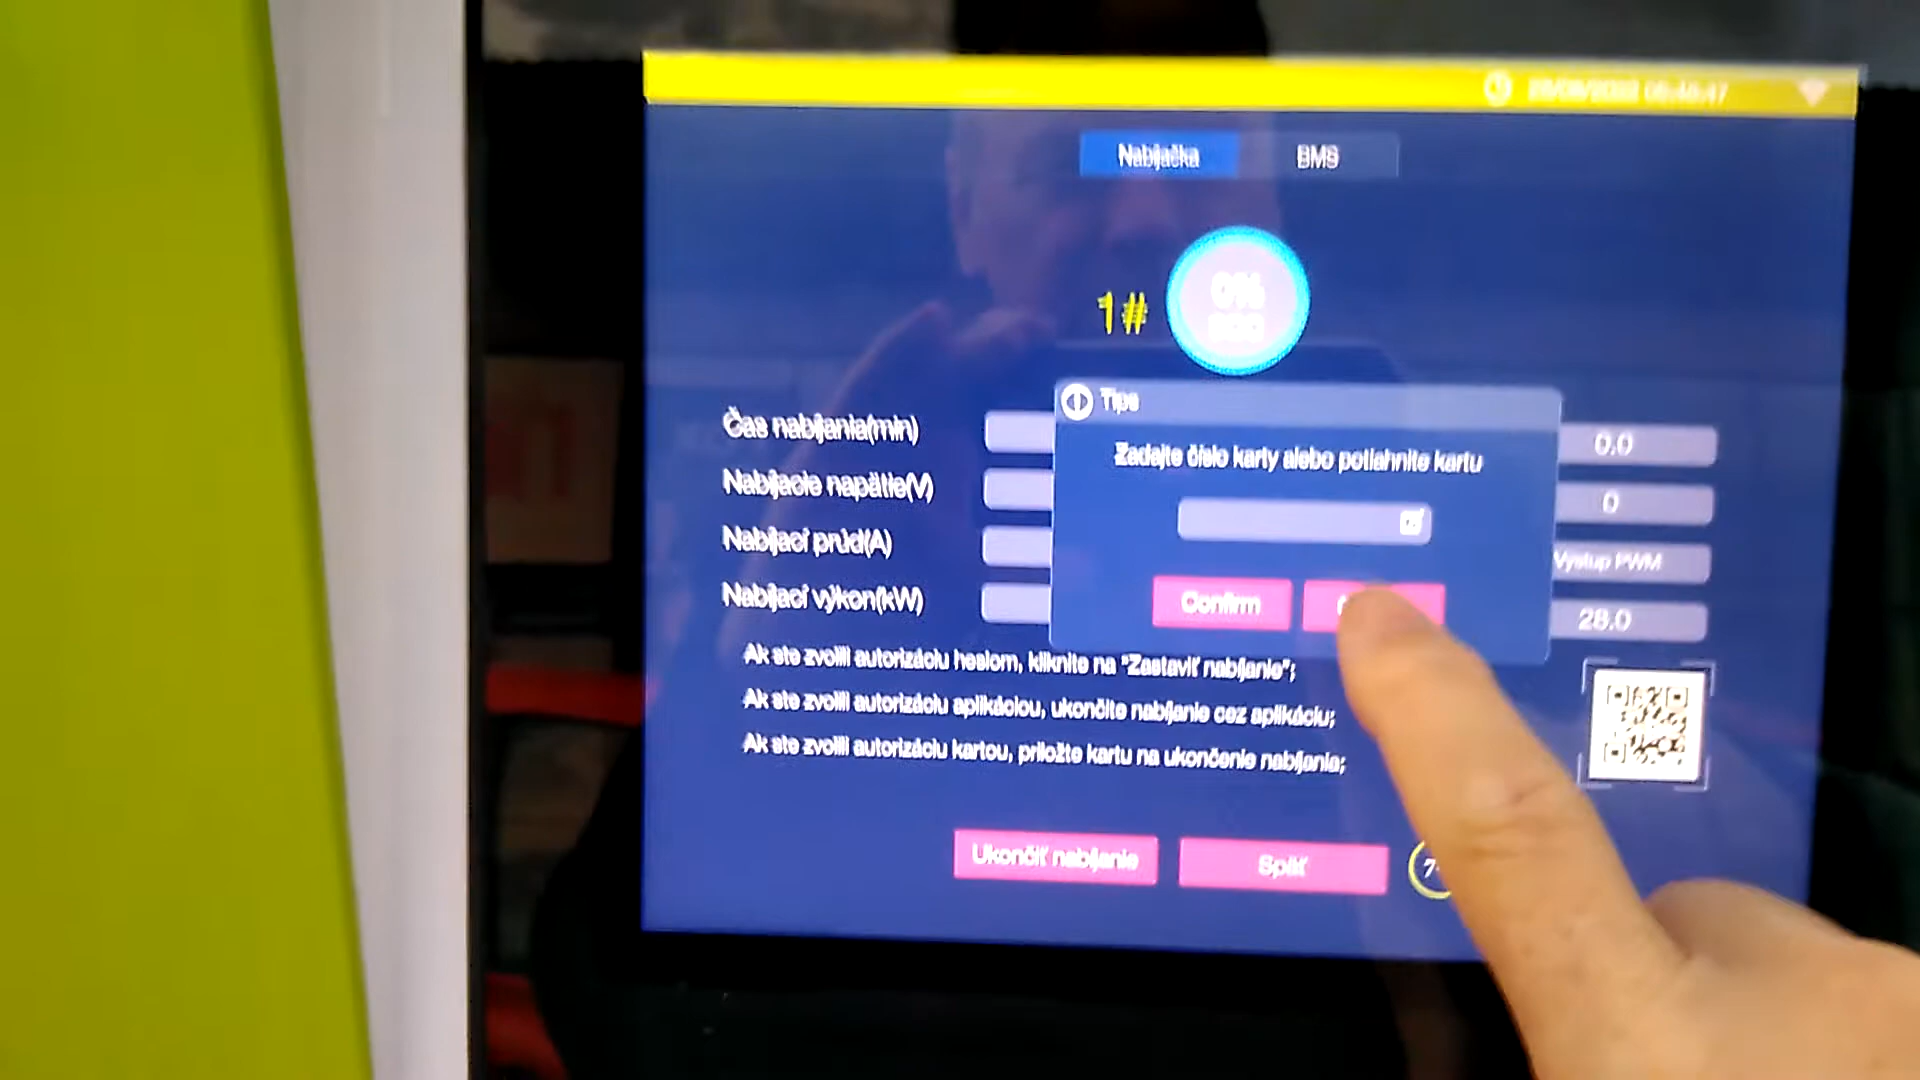 Nabíjačka
BMS
1#
0%
SOC
Tips
Zadajte číslo karty alebo potiahnite kartu
Confirm
Čas nabíjania(min)
0.0
Nabíjacie napätie(V)
0
Nabíjací prúd(A)
Výstup PWM
Nabíjací výkon(kW)
28.0
Ak ste zvolili autorizáciu heslom, kliknite na "Zastaviť nabíjanie";
Ak ste zvolili autorizáciu aplikáciou, ukončite nabíjanie cez aplikáciu;
Ak ste zvolili autorizáciu kartou, priložte kartu na ukončenie nabíjania;
Ukončiť nabíjanie
Späť